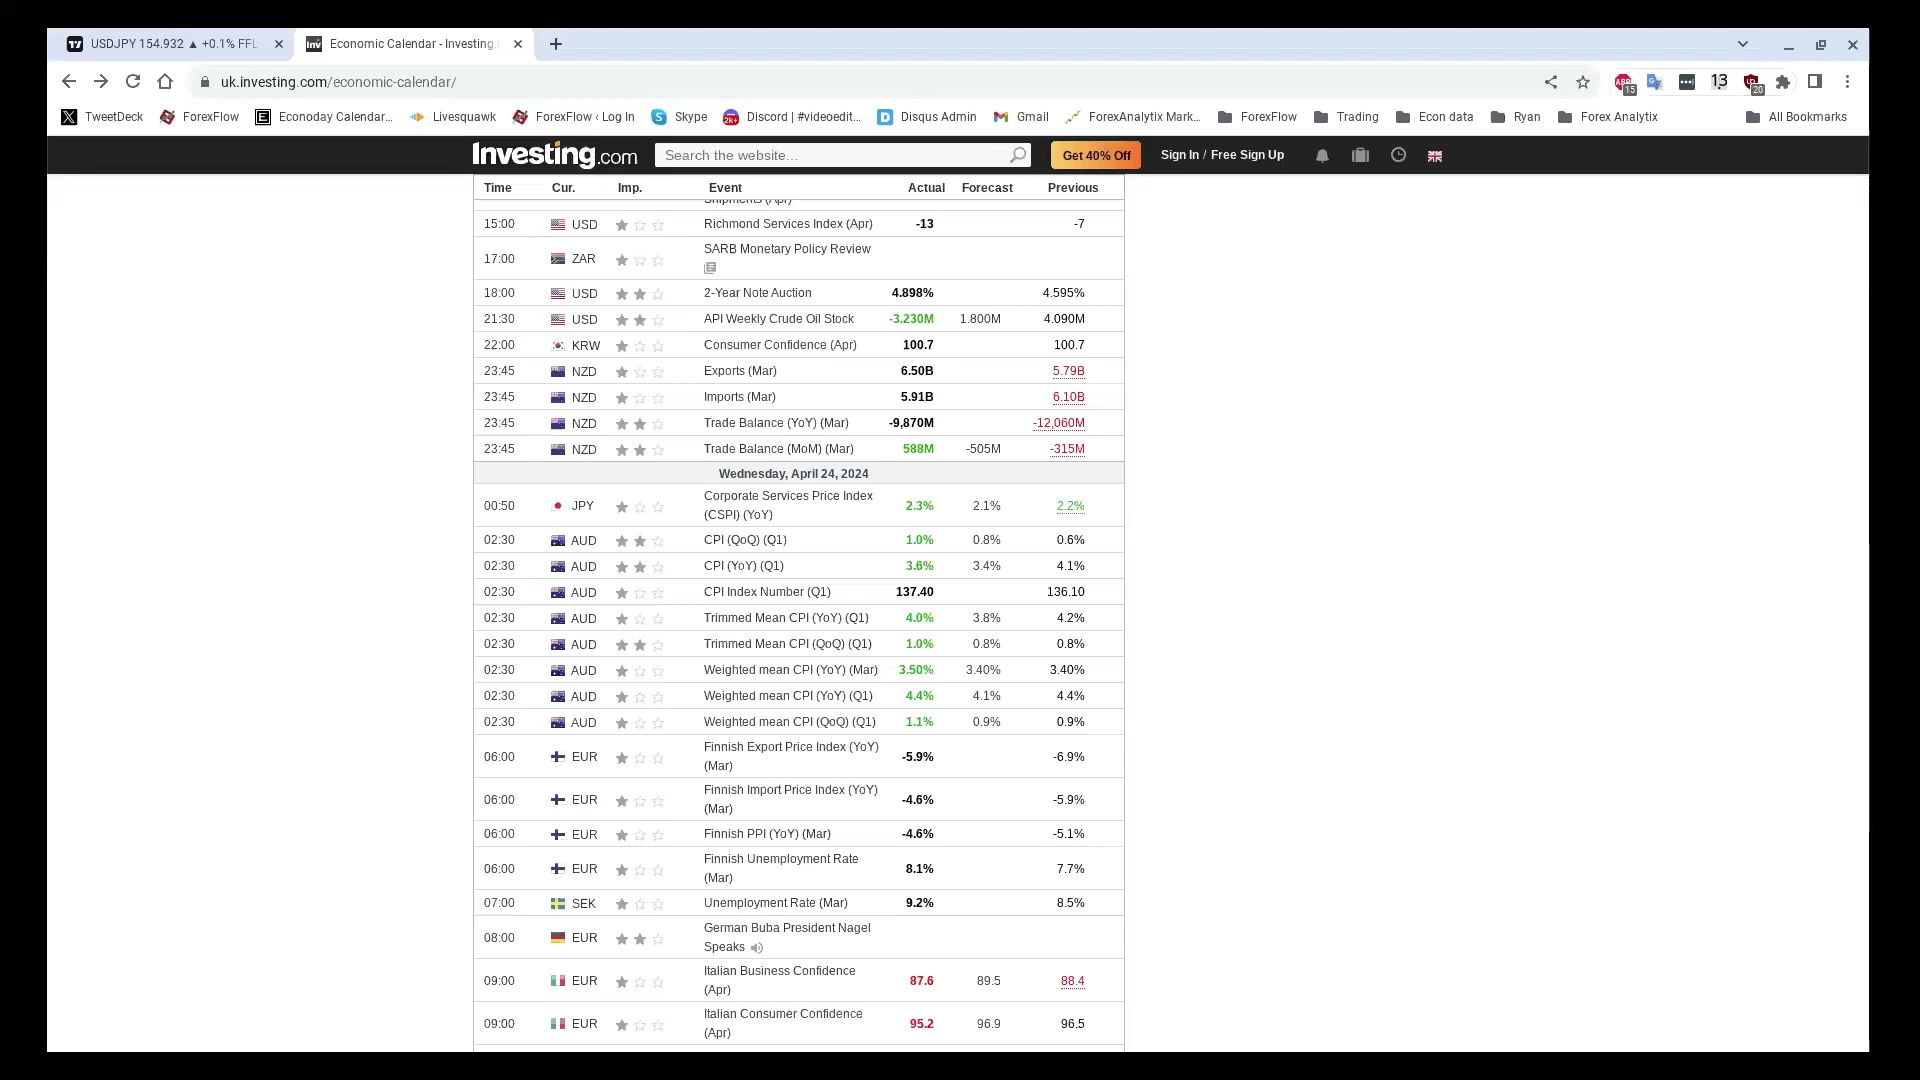 USDJPY 154.932 ▲ +0.1% FFL
Economic Calendar - Investing.
uk.investing.com/economic-calendar/
15
13
20
TweetDeck
ForexFlow
Econoday Calendar...
Livesquawk
ForexFlow ‹ Log In
Skype
Discord | #videoedit...
Disqus Admin
Gmail
ForexAnalytix Mark...
ForexFlow
Trading
Econ data
Ryan
Forex Analytix
All Bookmarks
Investing.com
Search the website...
Get 40% Off
Sign In / Free Sign Up
Time Cur. Imp. Event Actual Forecast Previous
Shipments (Apr)
15:00 USD Richmond Services Index (Apr) -13 -7
17:00 ZAR SARB Monetary Policy Review
18:00 USD 2-Year Note Auction 4.898% 4.595%
21:30 USD API Weekly Crude Oil Stock -3.230M 1.800M 4.090M
22:00 KRW Consumer Confidence (Apr) 100.7 100.7
23:45 NZD Exports (Mar) 6.50B 5.79B
23:45 NZD Imports (Mar) 5.91B 6.10B
23:45 NZD Trade Balance (YoY) (Mar) -9,870M -12,060M
23:45 NZD Trade Balance (MoM) (Mar) 588M -505M -315M
Wednesday, April 24, 2024
00:50 JPY Corporate Services Price Index 2.3% 2.1% 2.2%
(CSPI) (YoY)
02:30 AUD CPI (QoQ) (Q1) 1.0% 0.8% 0.6%
02:30 AUD CPI (YoY) (Q1) 3.6% 3.4% 4.1%
02:30 AUD CPI Index Number (Q1) 137.40 136.10
02:30 AUD Trimmed Mean CPI (YoY) (Q1) 4.0% 3.8% 4.2%
02:30 AUD Trimmed Mean CPI (QoQ) (Q1) 1.0% 0.8% 0.8%
02:30 AUD Weighted mean CPI (YoY) (Mar) 3.50% 3.40% 3.40%
02:30 AUD Weighted mean CPI (YoY) (Q1) 4.4% 4.1% 4.4%
02:30 AUD Weighted mean CPI (QoQ) (Q1) 1.1% 0.9% 0.9%
06:00 EUR Finnish Export Price Index (YoY) -5.9% -6.9%
(Mar)
06:00 EUR Finnish Import Price Index (YoY) -4.6% -5.9%
(Mar)
06:00 EUR Finnish PPI (YoY) (Mar) -4.6% -5.1%
06:00 EUR Finnish Unemployment Rate 8.1% 7.7%
(Mar)
07:00 SEK Unemployment Rate (Mar) 9.2% 8.5%
08:00 EUR German Buba President Nagel
Speaks
09:00 EUR Italian Business Confidence 87.6 89.5 88.4
(Apr)
09:00 EUR Italian Consumer Confidence 95.2 96.9 96.5
(Apr)